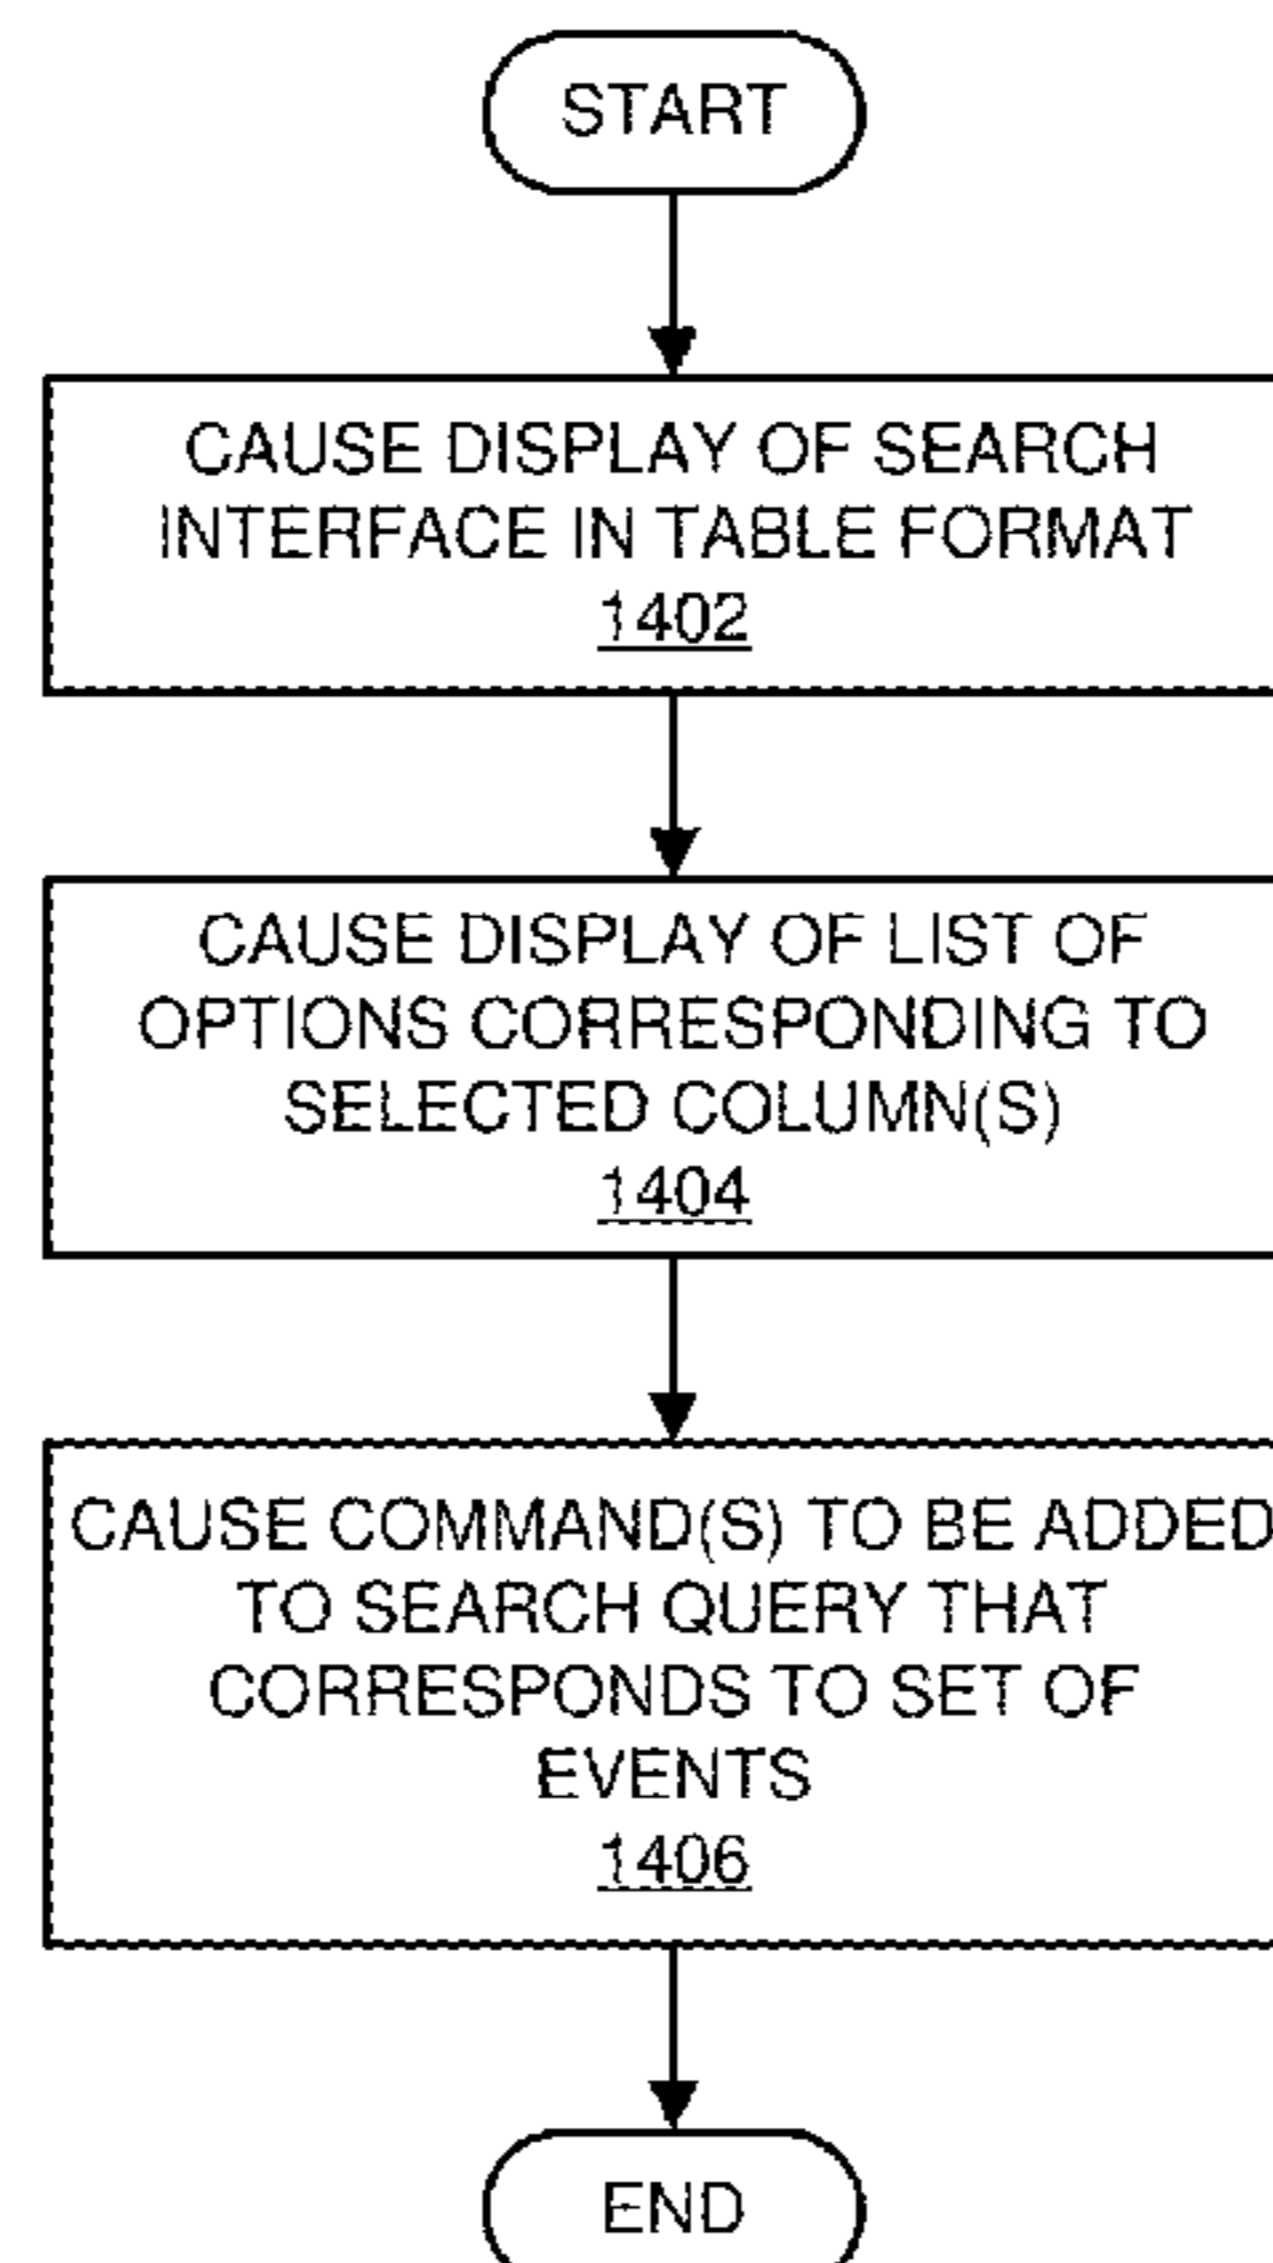 START
CAUSE DISPLAY OF SEARCH
INTERFACE IN TABLE FORMAT
1402
CAUSE DISPLAY OF LIST OF
OPTIONS CORRESPONDING TO
SELECTED COLUMN(S)
1404
CAUSE COMMAND(S) TO BE ADDED
TO SEARCH QUERY THAT
CORRESPONDS TO SET OF
EVENTS
1406
END